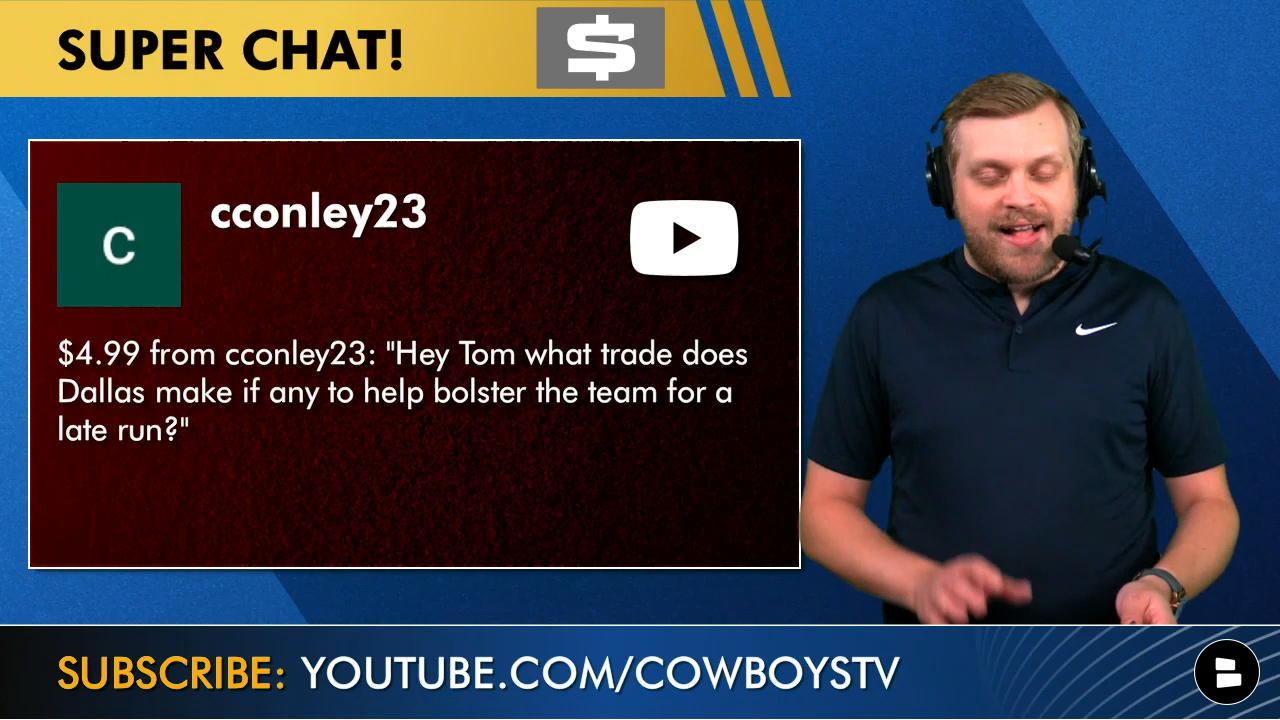 SUPER CHAT!
$
C
cconley23
$4.99 from cconley23: "Hey Tom what trade does
Dallas make if any to help bolster the team for a
late run?"
SUBSCRIBE: YOUTUBE.COM/COWBOYSTV